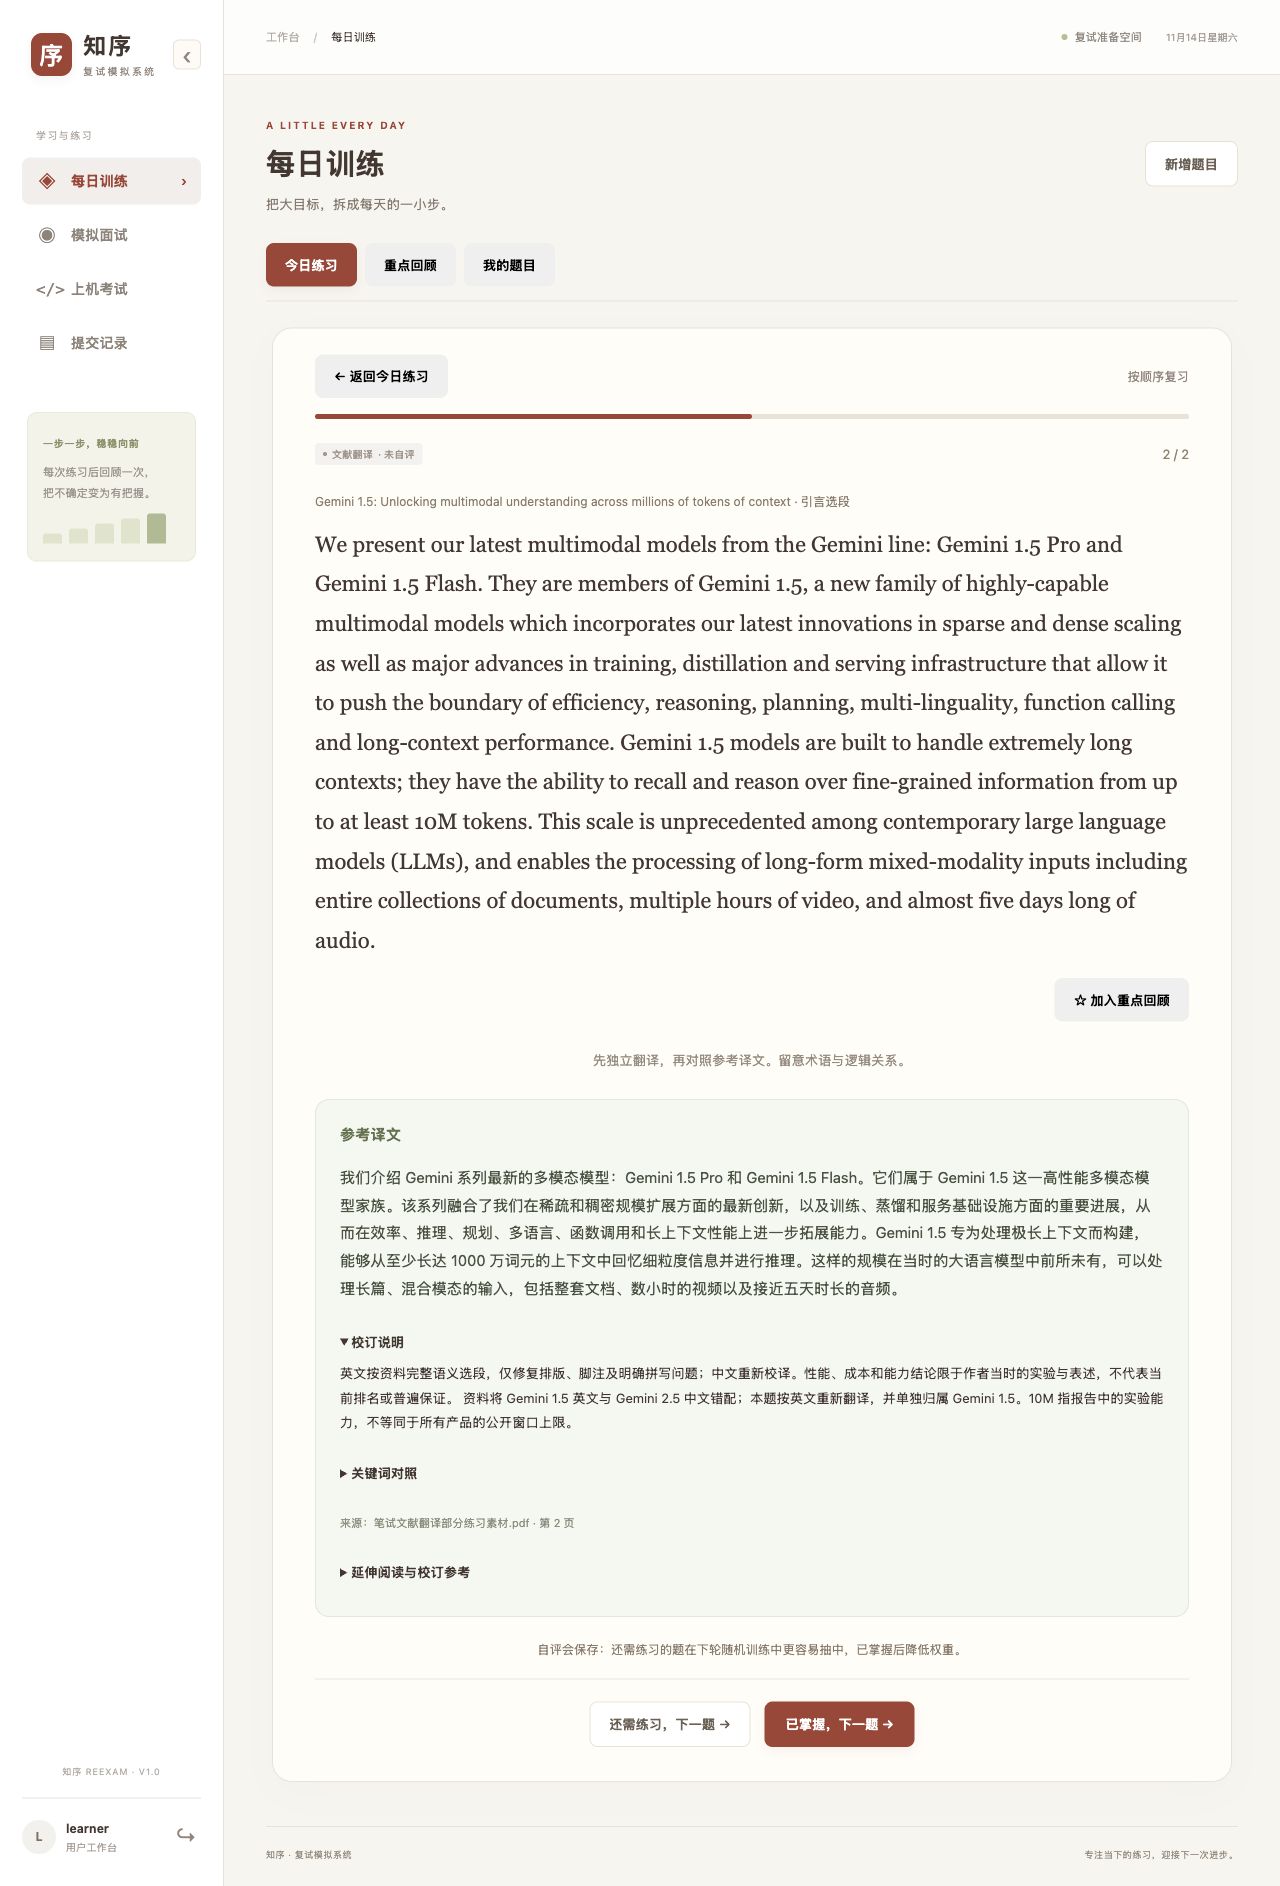 序 知序
复试模拟系统
‹
学习与练习
◈ 每日训练 ›
◉ 模拟面试
</> 上机考试
▤ 提交记录
一步一步，稳稳向前
每次练习后回顾一次，
把不确定变为有把握。
知序 REEXAM · V1.0
L learner
用户工作台
工作台 / 每日训练
复试准备空间 11月14日星期六
A LITTLE EVERY DAY
每日训练
把大目标，拆成每天的一小步。
新增题目
今日练习 重点回顾 我的题目
← 返回今日练习 按顺序复习
文献翻译 · 未自评 2 / 2
Gemini 1.5: Unlocking multimodal understanding across millions of tokens of context · 引言选段
We present our latest multimodal models from the Gemini line: Gemini 1.5 Pro and
Gemini 1.5 Flash. They are members of Gemini 1.5, a new family of highly-capable
multimodal models which incorporates our latest innovations in sparse and dense scaling
as well as major advances in training, distillation and serving infrastructure that allow it
to push the boundary of efficiency, reasoning, planning, multi-linguality, function calling
and long-context performance. Gemini 1.5 models are built to handle extremely long
contexts; they have the ability to recall and reason over fine-grained information from up
to at least 10M tokens. This scale is unprecedented among contemporary large language
models (LLMs), and enables the processing of long-form mixed-modality inputs including
entire collections of documents, multiple hours of video, and almost five days long of
audio.
☆ 加入重点回顾
先独立翻译，再对照参考译文。留意术语与逻辑关系。
参考译文
我们介绍 Gemini 系列最新的多模态模型：Gemini 1.5 Pro 和 Gemini 1.5 Flash。它们属于 Gemini 1.5 这一高性能多模态模
型家族。该系列融合了我们在稀疏和稠密规模扩展方面的最新创新，以及训练、蒸馏和服务基础设施方面的重要进展，从
而在效率、推理、规划、多语言、函数调用和长上下文性能上进一步拓展能力。Gemini 1.5 专为处理极长上下文而构建，
能够从至少长达 1000 万词元的上下文中回忆细粒度信息并进行推理。这样的规模在当时的大语言模型中前所未有，可以处
理长篇、混合模态的输入，包括整套文档、数小时的视频以及接近五天时长的音频。
▼校订说明
英文按资料完整语义选段，仅修复排版、脚注及明确拼写问题；中文重新校译。性能、成本和能力结论限于作者当时的实验与表述，不代表当
前排名或普遍保证。 资料将 Gemini 1.5 英文与 Gemini 2.5 中文错配；本题按英文重新翻译，并单独归属 Gemini 1.5。10M 指报告中的实验能
力，不等同于所有产品的公开窗口上限。
▶关键词对照
来源：笔试文献翻译部分练习素材.pdf · 第 2 页
▶延伸阅读与校订参考
自评会保存：还需练习的题在下轮随机训练中更容易抽中，已掌握后降低权重。
还需练习，下一题 → 已掌握，下一题 →
知序 · 复试模拟系统 专注当下的练习，迎接下一次进步。